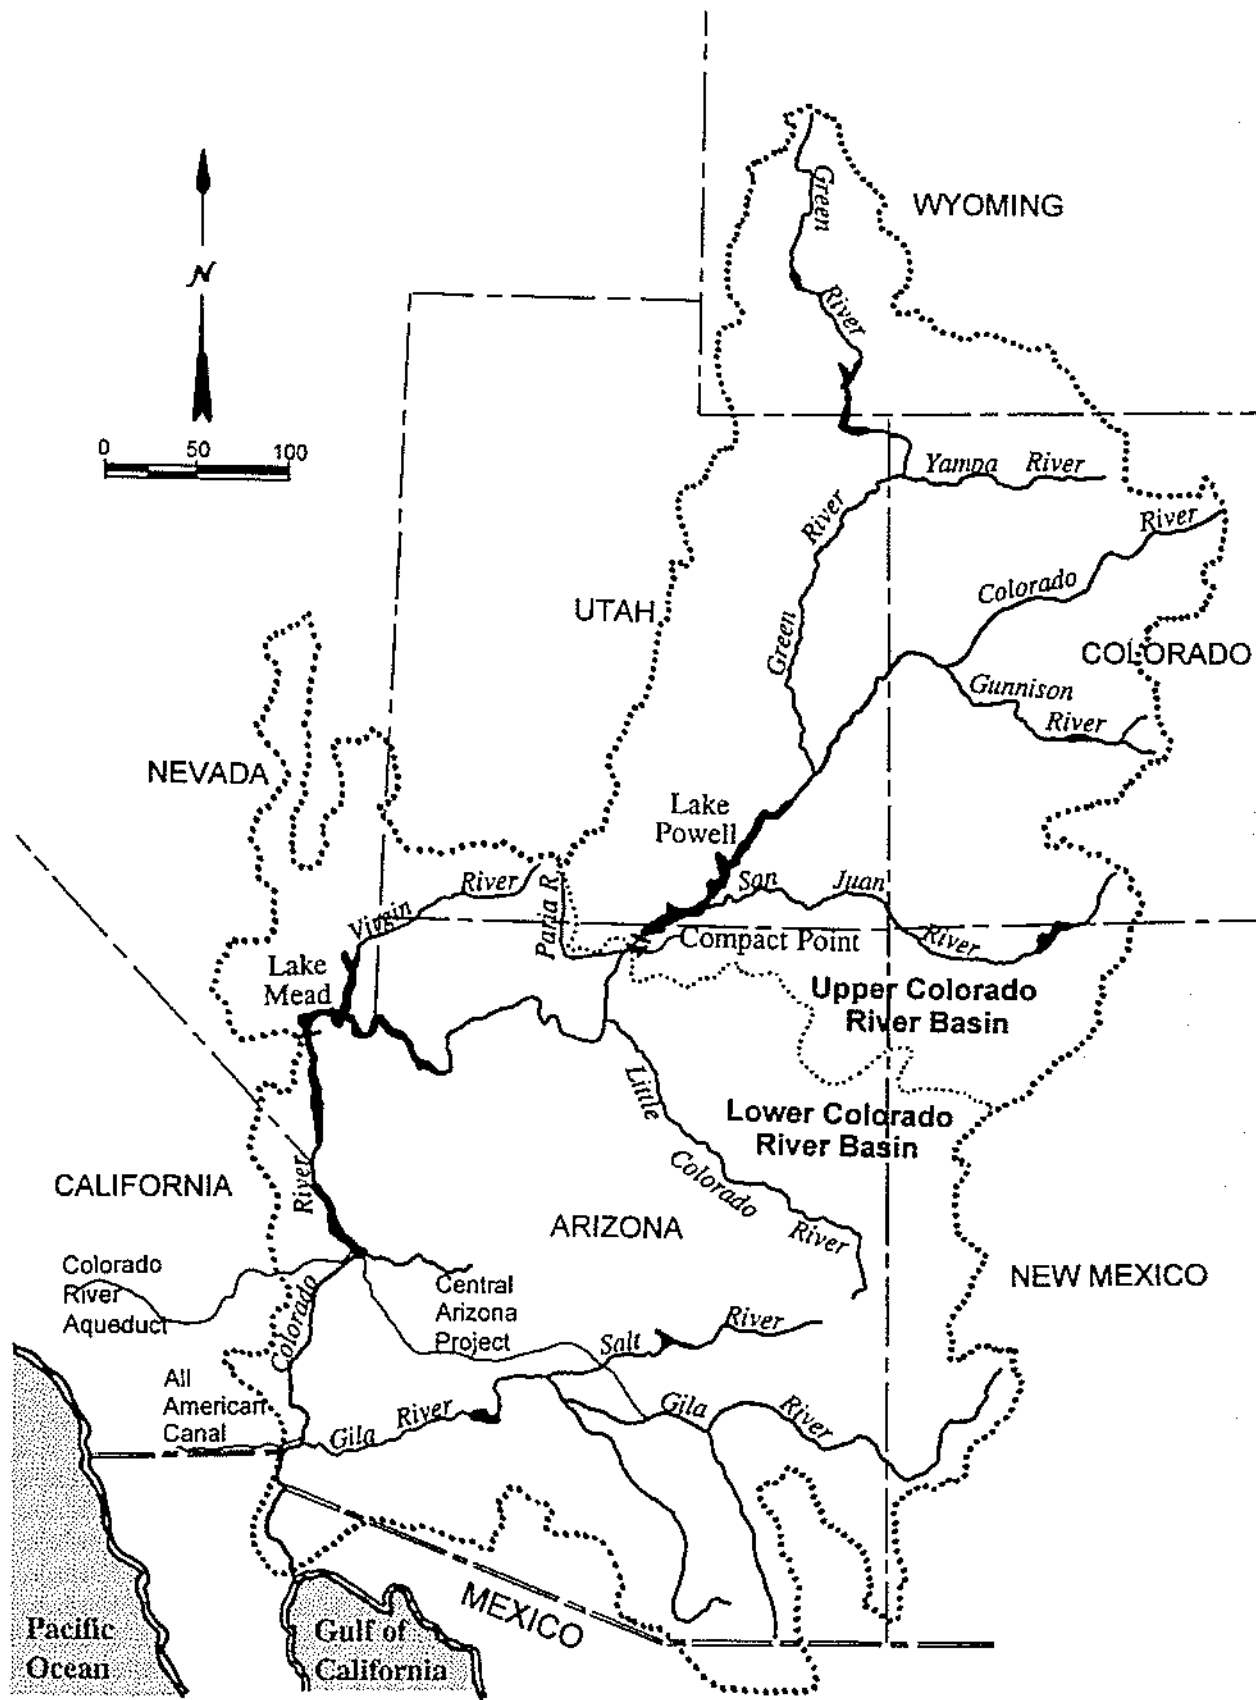 Green
River
WYOMING
N
0 50 100
Yampa River
River
Green
Colorado
River
UTAH
COLORADO
Gunnison
River
NEVADA
Lake
Powell
San Juan
River
Virgin
River
Paria R.
Compact Point
Lake
Mead
Upper Colorado
River Basin
Little
Colorado
River
Lower Colorado
River Basin
CALIFORNIA
River
Colorado
ARIZONA
NEW MEXICO
Colorado
River
Aqueduct
Central
Arizona
Project
Salt
River
All
American
Canal
Gila
River
Gila
River
MEXICO
Pacific
Ocean
Gulf of
California